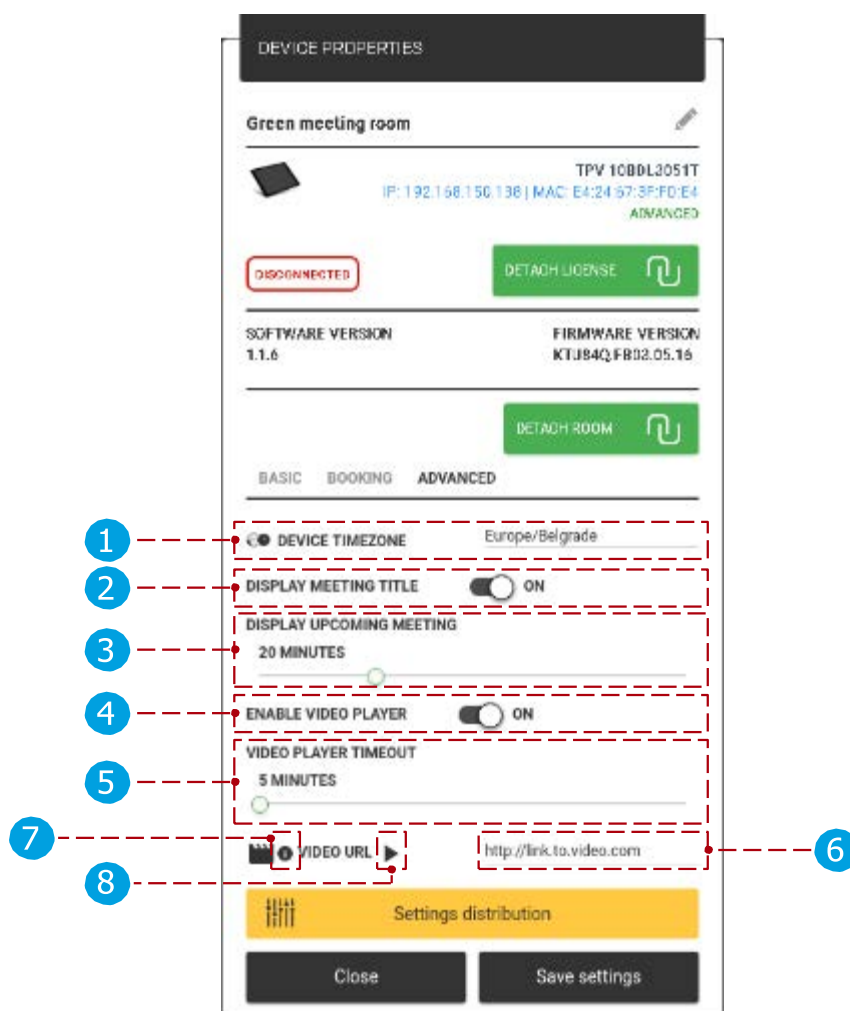 DEVICE PROPERTIES
Green meeting room
TPV 10BDL3051T
IP: 192.168.150.138 | MAC: E4:24:67:3F:FD:E4
ADVANCED
DISCONNECTED
DETACH LICENSE
SOFTWARE VERSION
FIRMWARE VERSION
1.1.6
KTU84Q.FB02.05.16
DETACH ROOM
BASIC BOOKING ADVANCED
1
DEVICE TIMEZONE
Europe/Belgrade
2
DISPLAY MEETING TITLE
ON
DISPLAY UPCOMING MEETING
3
20 MINUTES
4
ENABLE VIDEO PLAYER
ON
VIDEO PLAYER TIMEOUT
5
5 MINUTES
7
VIDEO URL
http://link.to.video.com
6
8
Settings distribution
Close
Save settings